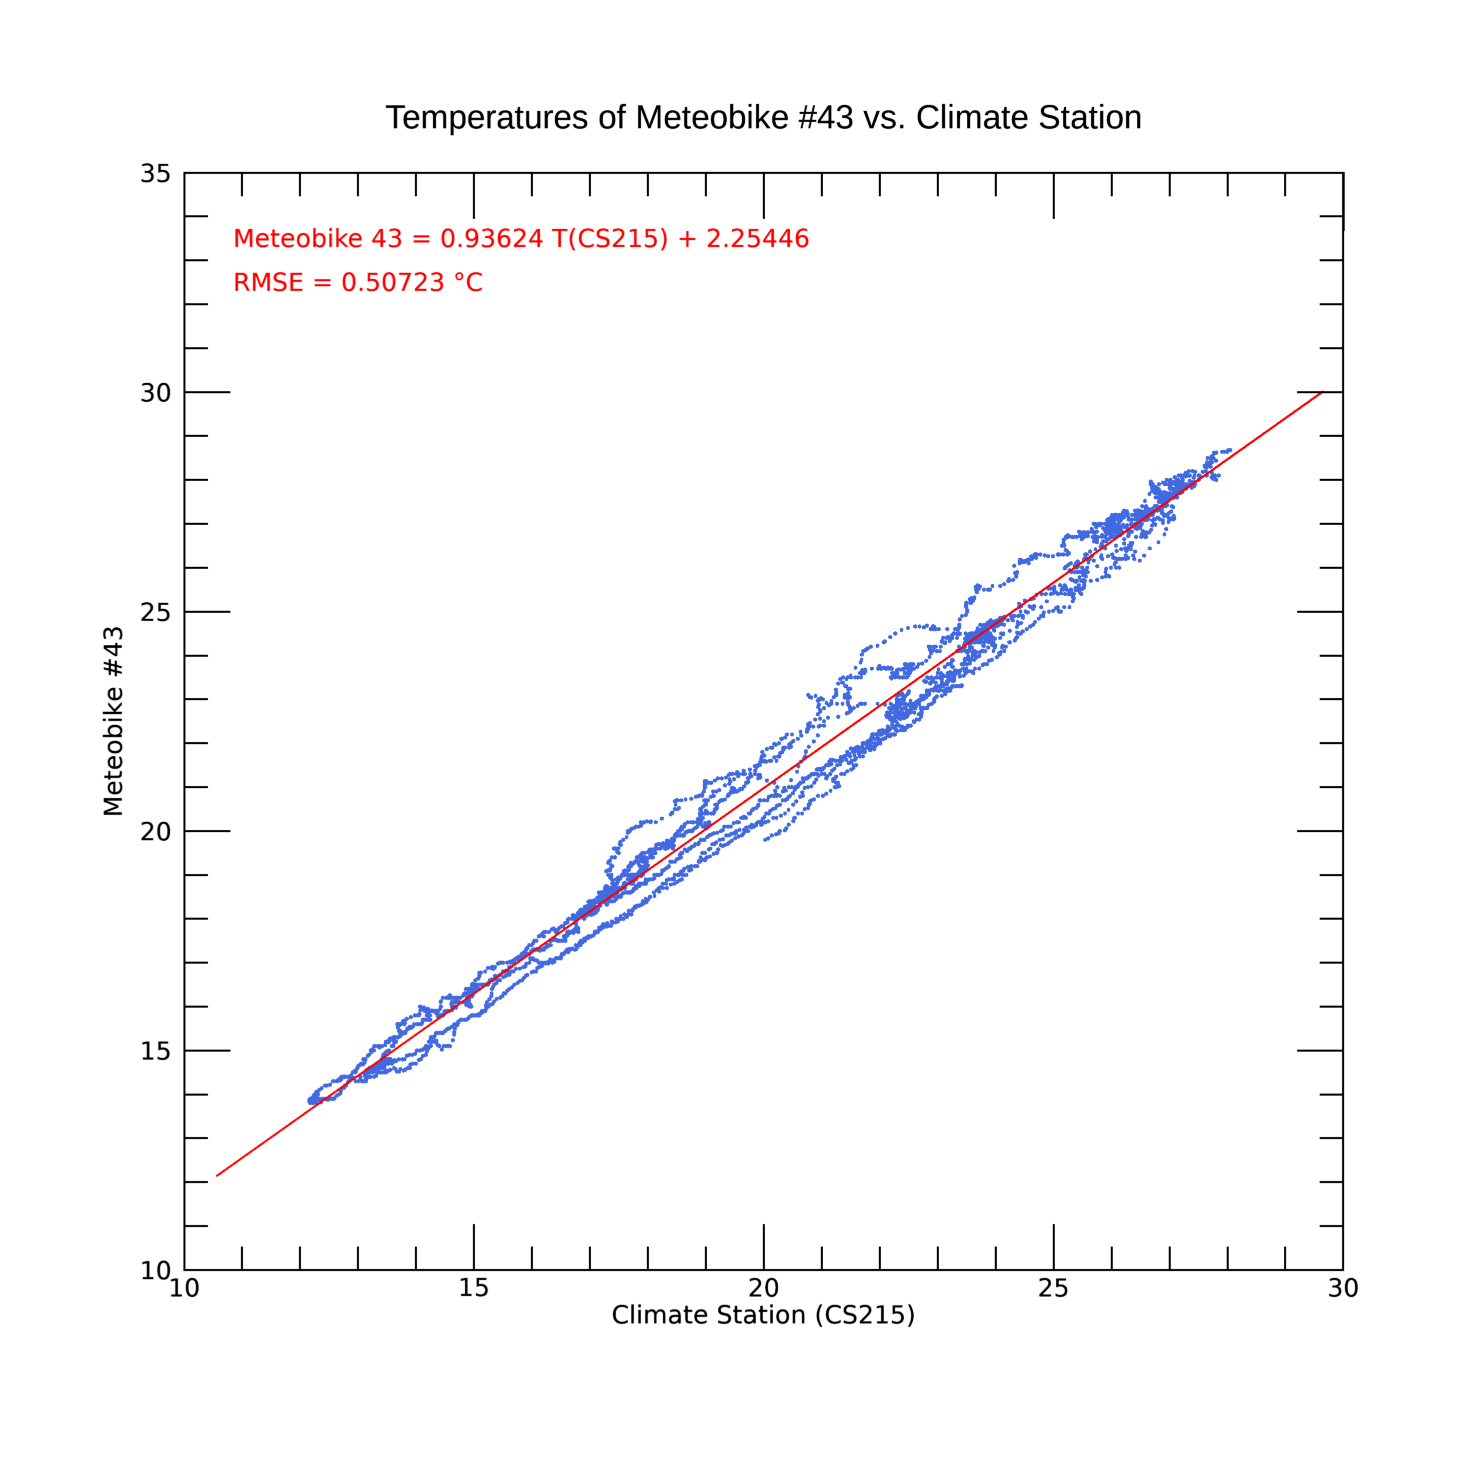 Temperatures of Meteobike #43 vs. Climate Station
35
Meteobike 43 = 0.93624 T(CS215) + 2.25446
RMSE = 0.50723 °C
30
25
Meteobike #43
20
15
10
10 15 20 25 30
Climate Station (CS215)